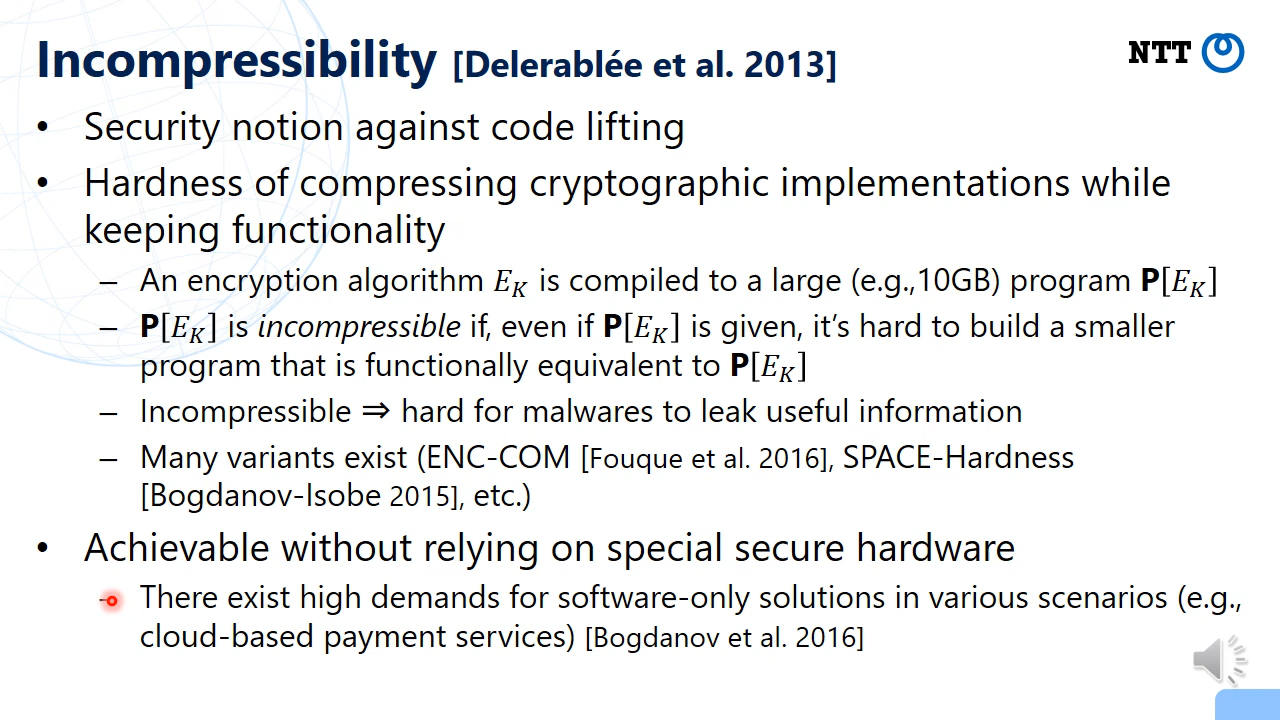 Incompressibility [Delerablée et al. 2013]
NTT
• Security notion against code lifting
• Hardness of compressing cryptographic implementations while
keeping functionality
– An encryption algorithm 𝐸𝐾 is compiled to a large (e.g.,10GB) program P[𝐸𝐾]
– P[𝐸𝐾] is incompressible if, even if P[𝐸𝐾] is given, it’s hard to build a smaller
program that is functionally equivalent to P[𝐸𝐾]
– Incompressible ⇒ hard for malwares to leak useful information
– Many variants exist (ENC-COM [Fouque et al. 2016], SPACE-Hardness
[Bogdanov-Isobe 2015], etc.)
• Achievable without relying on special secure hardware
– There exist high demands for software-only solutions in various scenarios (e.g.,
cloud-based payment services) [Bogdanov et al. 2016]